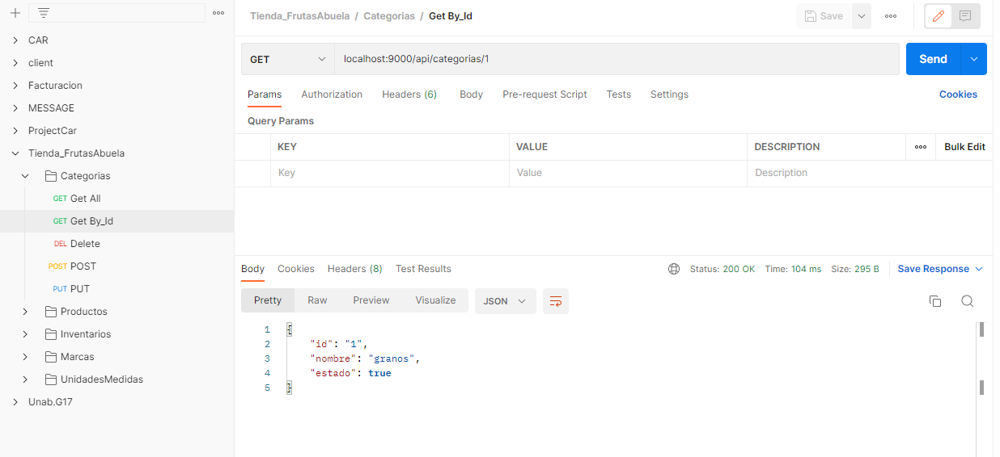 Tienda_FrutasAbuela / Categorias / Get By_Id
Save
CAR
client
Facturacion
MESSAGE
ProjectCar
Tienda_FrutasAbuela
Categorias
GET Get All
GET Get By_Id
DEL Delete
POST POST
PUT PUT
Productos
Inventarios
Marcas
UnidadesMedidas
Unab.G17
GET localhost:9000/api/categorias/1 Send
Params Authorization Headers (6) Body Pre-request Script Tests Settings Cookies
Query Params
KEY VALUE DESCRIPTION Bulk Edit
Key Value Description
Body Cookies Headers (8) Test Results Status: 200 OK Time: 104 ms Size: 295 B Save Response
Pretty Raw Preview Visualize JSON
1 {
2 "id": "1",
3 "nombre": "granos",
4 "estado": true
5 }